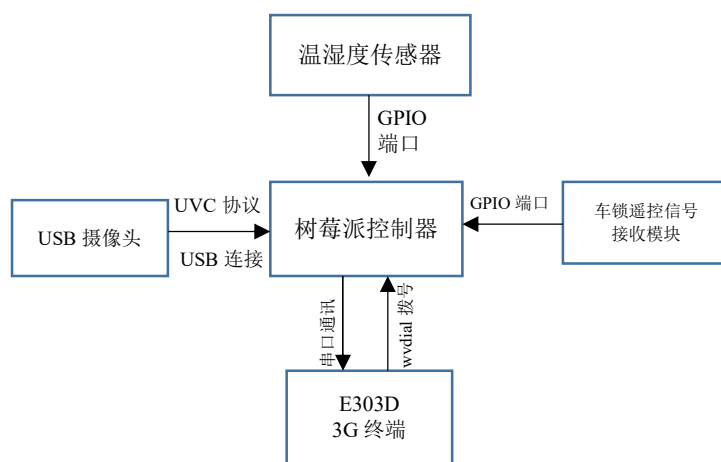 温湿度传感器
GPIO
端口
UVC 协议
GPIO 端口
USB 摄像头
树莓派控制器
车锁遥控信号
接收模块
USB 连接
串口通讯
wvdial 拨号
E303D
3G 终端